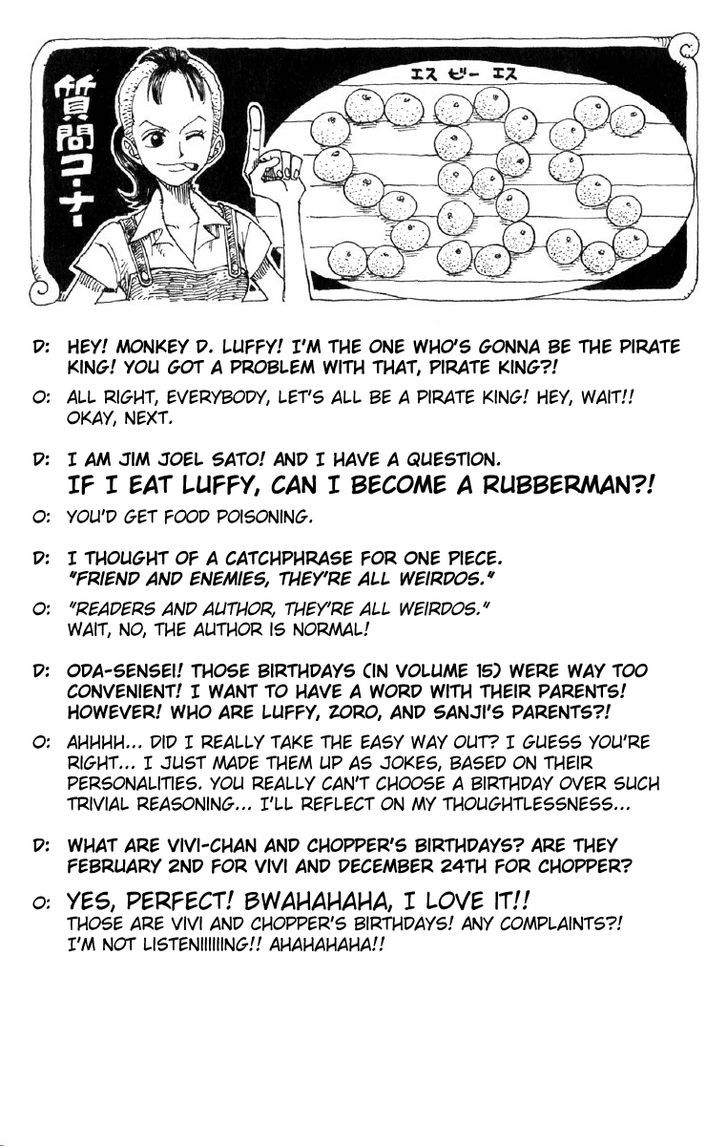 エス ビー エス
質問コーナー
D: HEY! MONKEY D. LUFFY! I'M THE ONE WHO'S GONNA BE THE PIRATE
KING! YOU GOT A PROBLEM WITH THAT, PIRATE KING?!
O: ALL RIGHT, EVERYBODY, LET'S ALL BE A PIRATE KING! HEY, WAIT!!
OKAY, NEXT.
D: I AM JIM JOEL SATO! AND I HAVE A QUESTION.
IF I EAT LUFFY, CAN I BECOME A RUBBERMAN?!
O: YOU'D GET FOOD POISONING.
D: I THOUGHT OF A CATCHPHRASE FOR ONE PIECE.
"FRIEND AND ENEMIES, THEY'RE ALL WEIRDOS."
O: "READERS AND AUTHOR, THEY'RE ALL WEIRDOS."
WAIT, NO, THE AUTHOR IS NORMAL!
D: ODA-SENSEI! THOSE BIRTHDAYS (IN VOLUME 15) WERE WAY TOO
CONVENIENT! I WANT TO HAVE A WORD WITH THEIR PARENTS!
HOWEVER! WHO ARE LUFFY, ZORO, AND SANJI'S PARENTS?!
O: AHHHH... DID I REALLY TAKE THE EASY WAY OUT? I GUESS YOU'RE
RIGHT... I JUST MADE THEM UP AS JOKES, BASED ON THEIR
PERSONALITIES. YOU REALLY CAN'T CHOOSE A BIRTHDAY OVER SUCH
TRIVIAL REASONING... I'LL REFLECT ON MY THOUGHTLESSNESS...
D: WHAT ARE VIVI-CHAN AND CHOPPER'S BIRTHDAYS? ARE THEY
FEBRUARY 2ND FOR VIVI AND DECEMBER 24TH FOR CHOPPER?
O: YES, PERFECT! BWAHAHAHA, I LOVE IT!!
THOSE ARE VIVI AND CHOPPER'S BIRTHDAYS! ANY COMPLAINTS?!
I'M NOT LISTENIIIIIING!! AHAHAHAHA!!